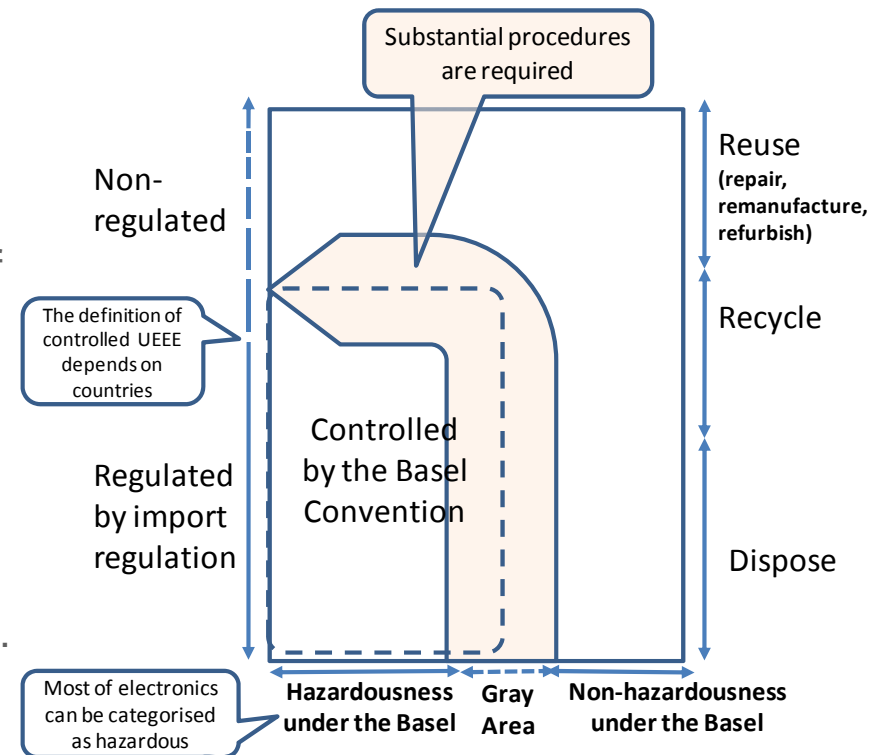 Substantial procedures
are required
Non-
regulated
:
The definition of
controlled UEEE
depends on
countries
Regulated
by import
regulation
.
Most of electronics
can be categorised
as hazardous
Controlled
by the Basel
Convention
Reuse
(repair,
remanufacture,
refurbish)
Recycle
Dispose
Hazardousness
under the Basel
Gray
Area
Non-hazardousness
under the Basel